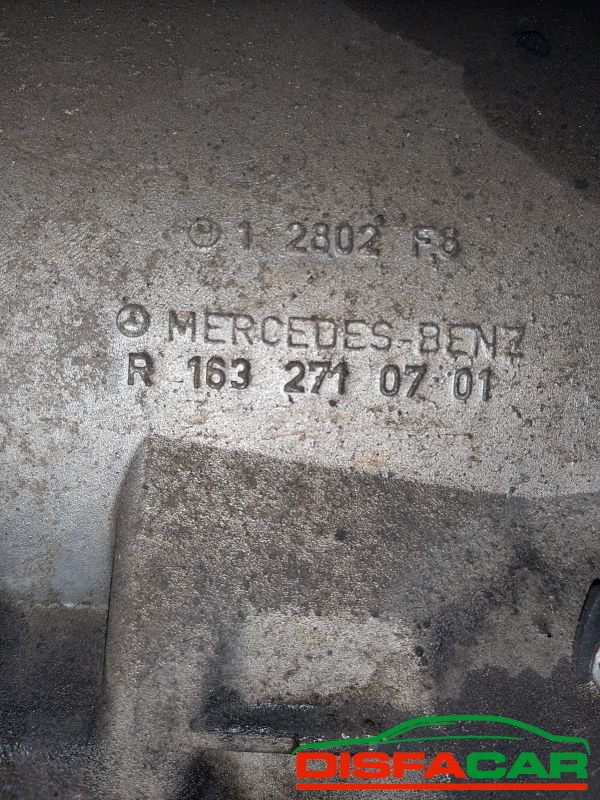 1 2802 F8
MERCEDES-BENZ
R 163 271 07 01
DISFACAR